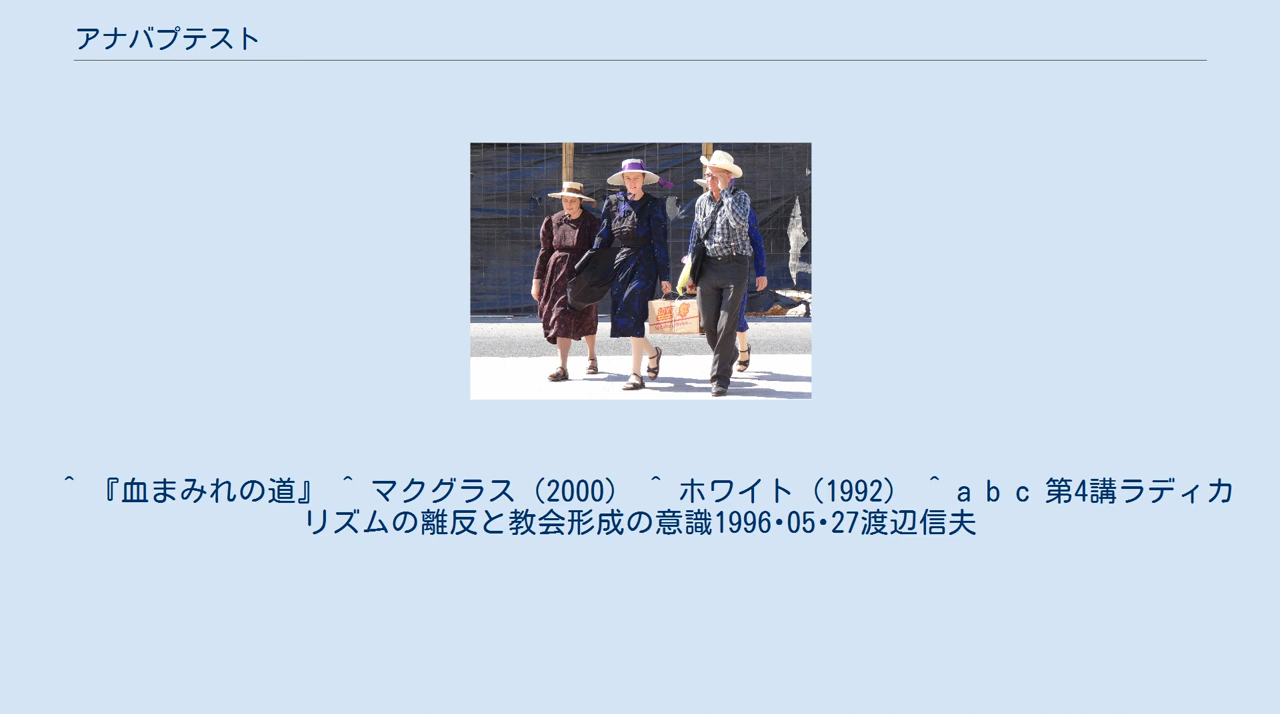 アナバプテスト
^ 『血まみれの道』 ^ マクグラス（2000） ^ ホワイト（1992） ^ a b c 第4講ラディカ
リズムの離反と教会形成の意識1996・05・27渡辺信夫